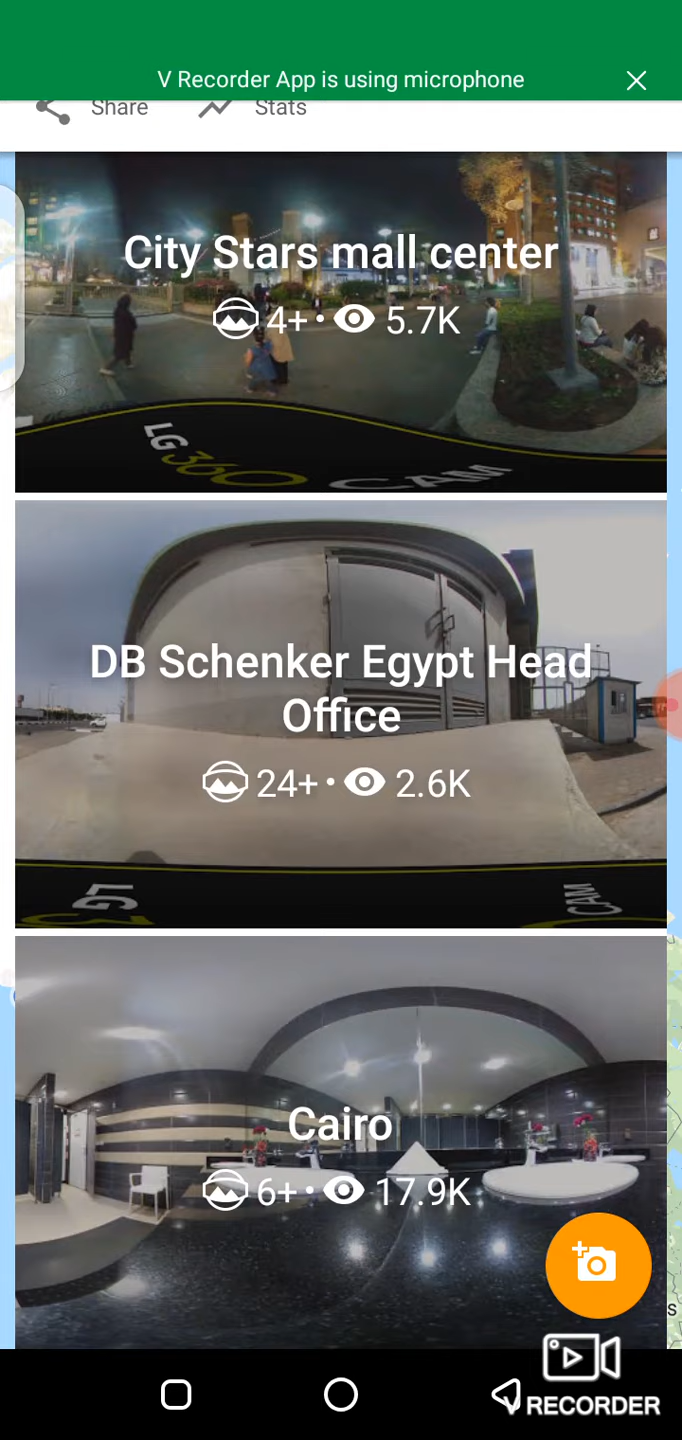 V Recorder App is using microphone
Share
Stats
City Stars mall center
4+ • 5.7K
LG 360 CAM
DB Schenker Egypt Head
Office
24+ • 2.6K
LG
CAM
Cairo
6+ • 17.9K
s
V RECORDER